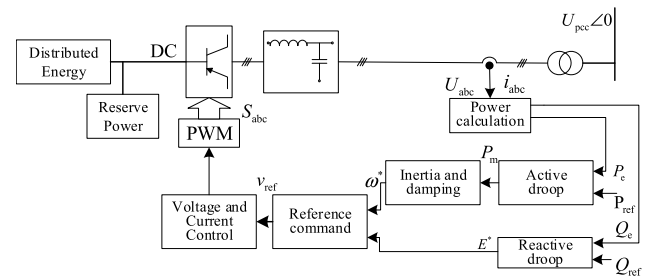 U_pcc∠0
Distributed
Energy
DC
Reserve
Power
S_abc
PWM
U_abc
i_abc
Power
calculation
P_m
ω*
Inertia and
damping
Active
droop
P_e
P_ref
v_ref
Voltage and
Current
Control
Reference
command
E*
Reactive
droop
Q_e
Q_ref